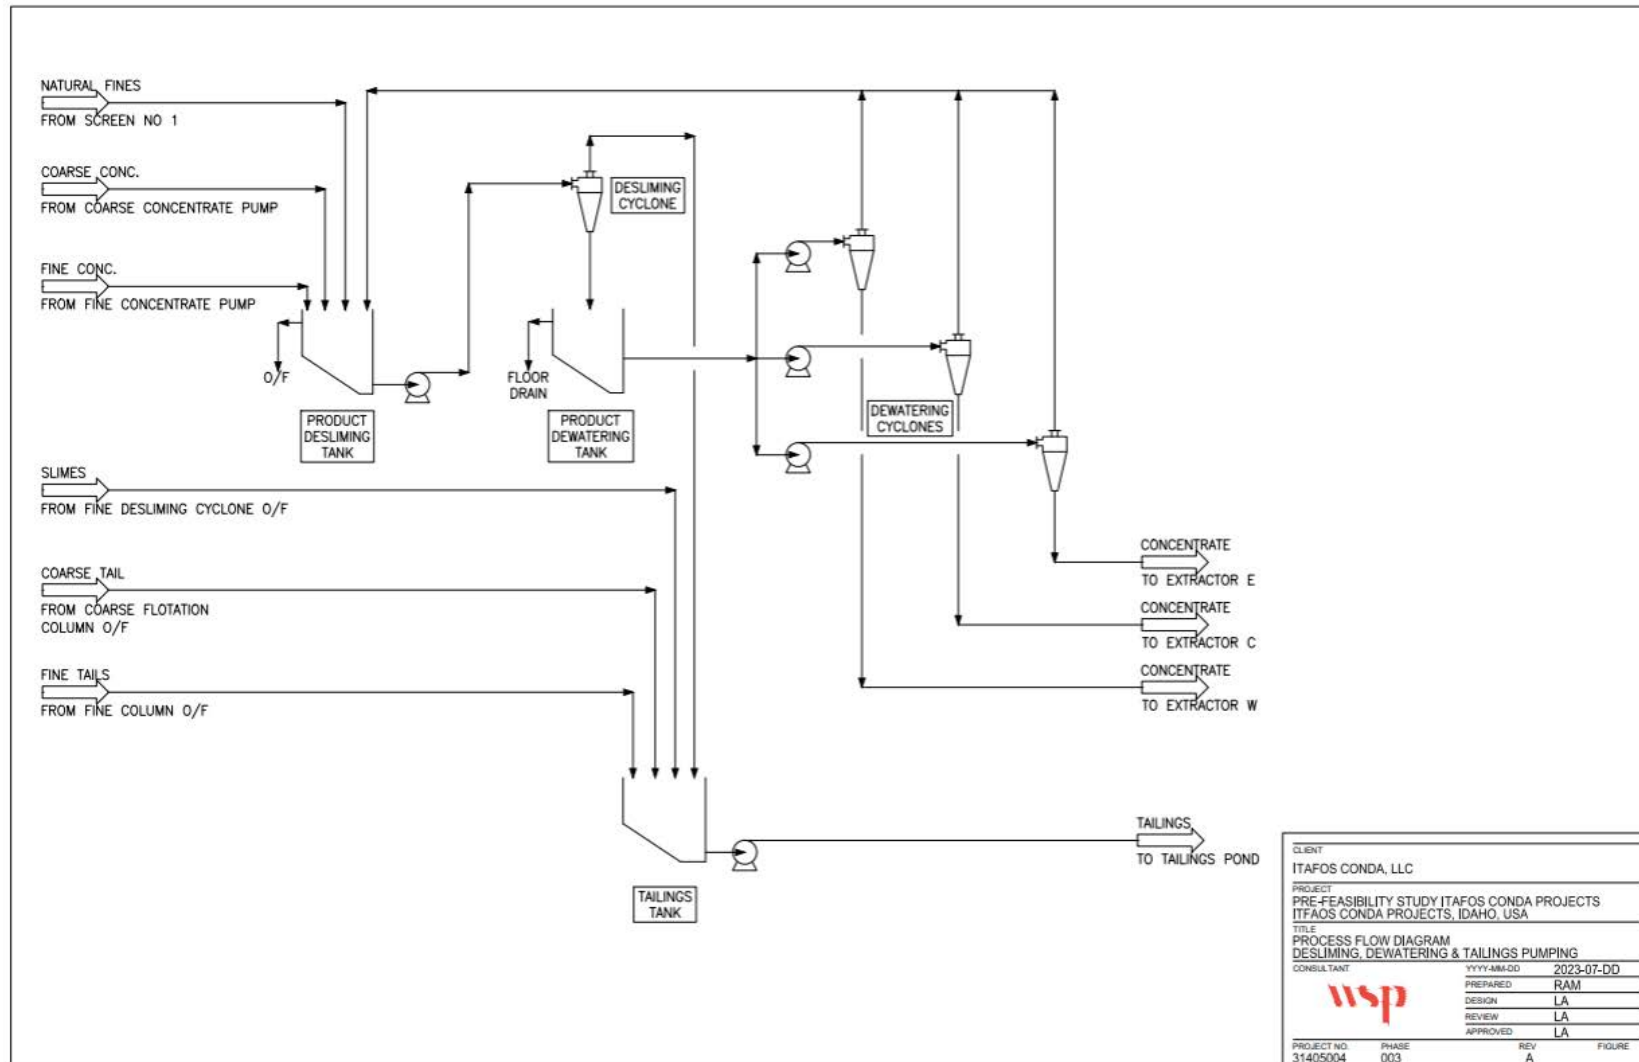 NATURAL FINES
FROM SCREEN NO 1
COARSE CONC.
FROM COARSE CONCENTRATE PUMP
FINE CONC.
FROM FINE CONCENTRATE PUMP
O/F
PRODUCT
DESLIMING
TANK
DESLIMING
CYCLONE
FLOOR
DRAIN
PRODUCT
DEWATERING
TANK
DEWATERING
CYCLONES
SLIMES
FROM FINE DESLIMING CYCLONE O/F
COARSE TAIL
FROM COARSE FLOTATION
COLUMN O/F
FINE TAILS
FROM FINE COLUMN O/F
CONCENTRATE
TO EXTRACTOR E
CONCENTRATE
TO EXTRACTOR C
CONCENTRATE
TO EXTRACTOR W
TAILINGS
TO TAILINGS POND
TAILINGS
TANK
CLIENT
ITAFOS CONDA, LLC
PROJECT
PRE-FEASIBILITY STUDY ITAFOS CONDA PROJECTS
ITFAOS CONDA PROJECTS, IDAHO, USA
TITLE
PROCESS FLOW DIAGRAM
DESLIMING, DEWATERING & TAILINGS PUMPING
CONSULTANT
wsp
YYYY-MM-DD 2023-07-DD
PREPARED RAM
DESIGN LA
REVIEW LA
APPROVED LA
PROJECT NO. PHASE REV FIGURE
31405004 003 A